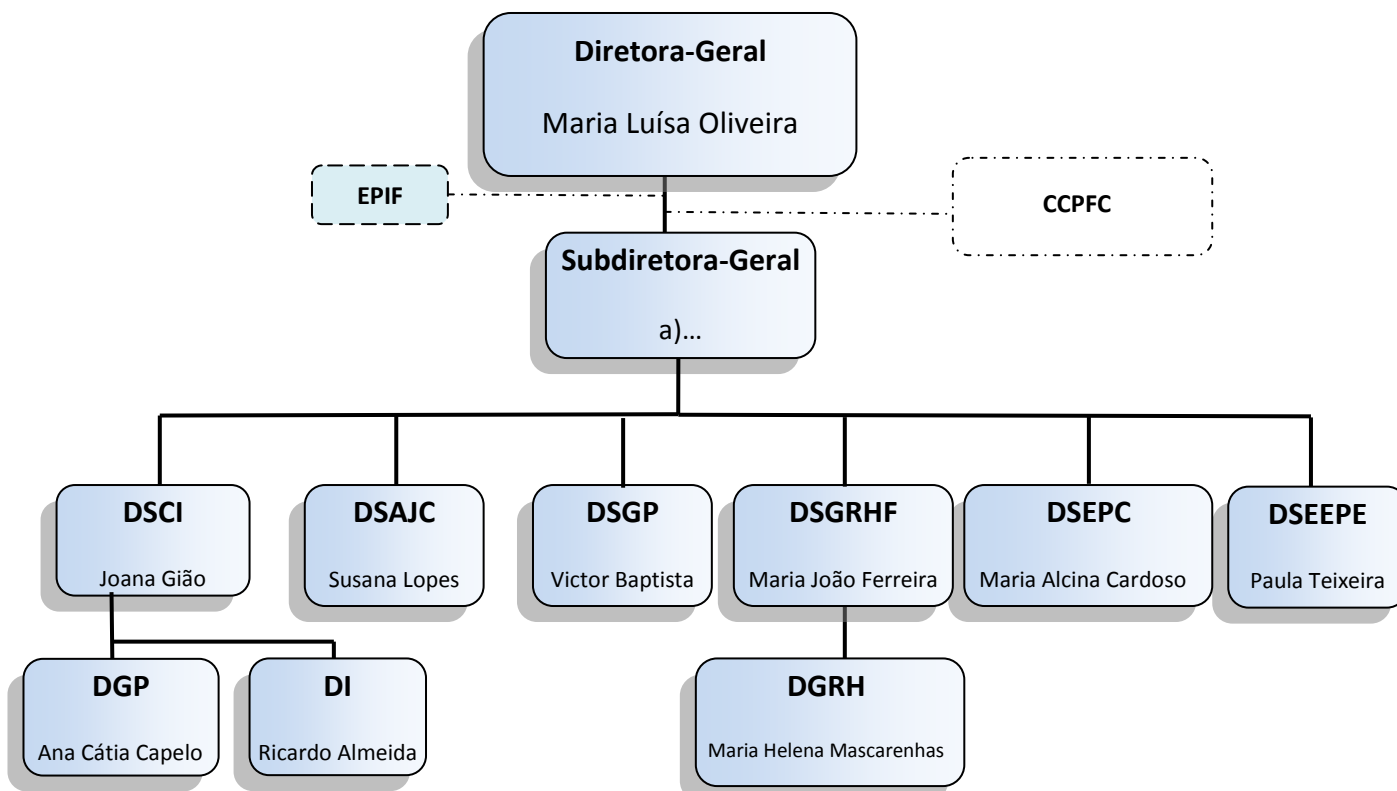 Diretora-Geral
Maria Luísa Oliveira
EPIF
CCPFC
Subdiretora-Geral
a)...
DSCI
Joana Gião
DSAJC
Susana Lopes
DSGP
Victor Baptista
DSGRHF
Maria João Ferreira
DSEPC
Maria Alcina Cardoso
DSEEPE
Paula Teixeira
DGP
Ana Cátia Capelo
DI
Ricardo Almeida
DGRH
Maria Helena Mascarenhas